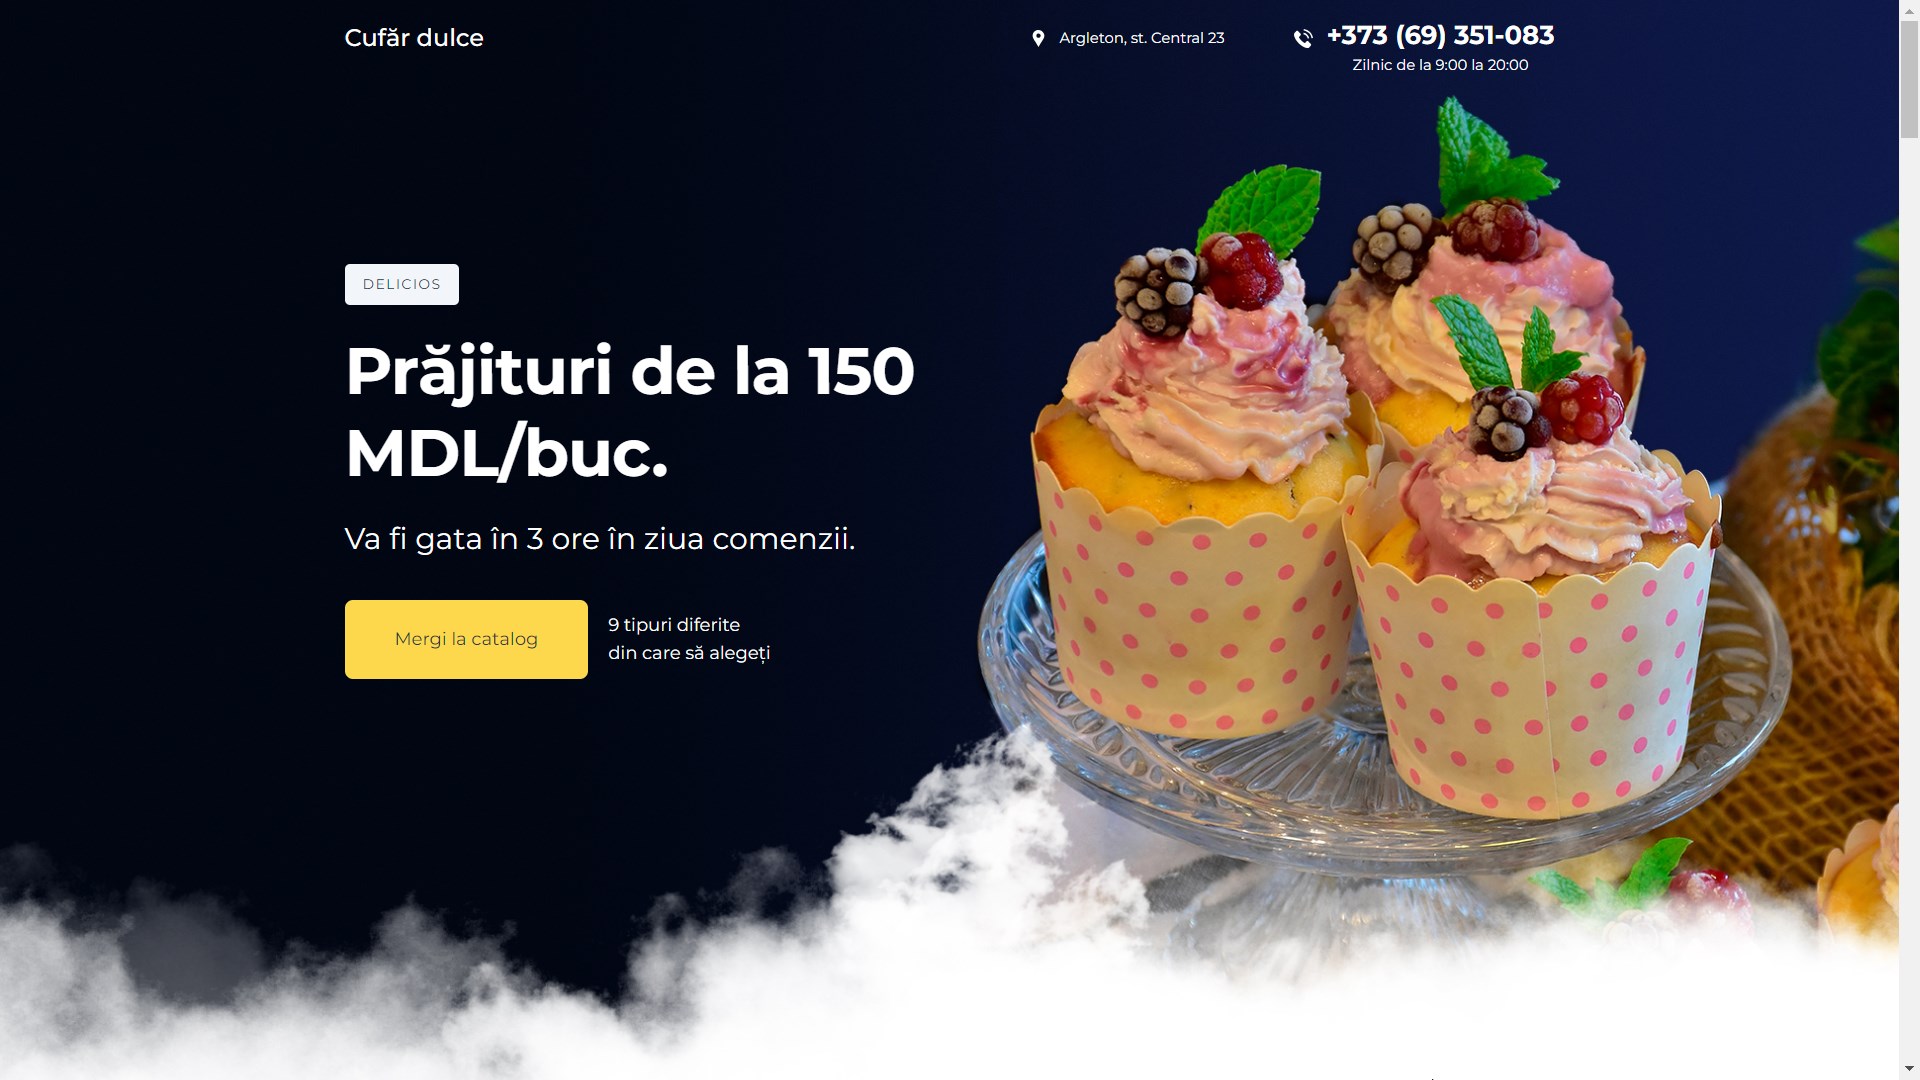 Cufăr dulce
Argleton, st. Central 23
+373 (69) 351-083
Zilnic de la 9:00 la 20:00
DELICIOS
Prăjituri de la 150
MDL/buc.
Va fi gata în 3 ore în ziua comenzii.
Mergi la catalog
9 tipuri diferite
din care să alegeți